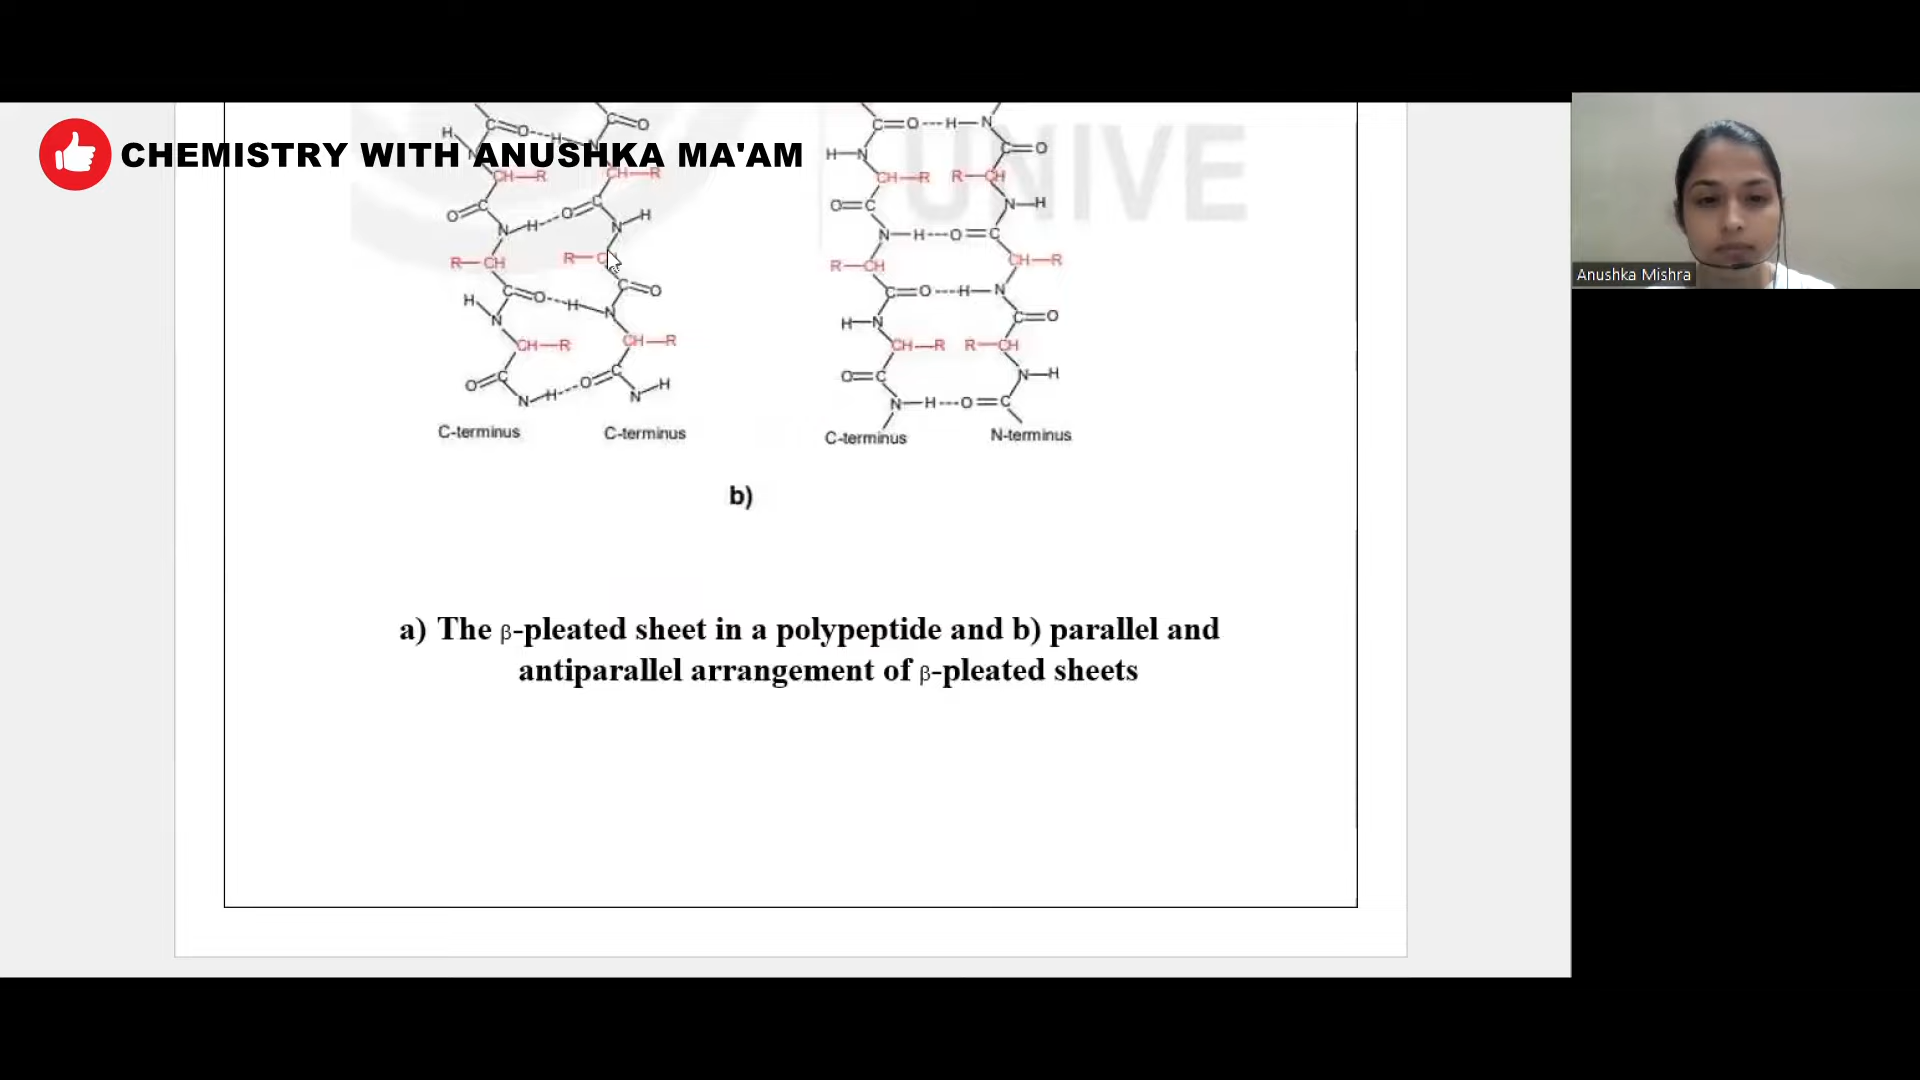 CHEMISTRY WITH ANUSHKA MA'AM
UNIVE
Anushka Mishra
C-terminus C-terminus C-terminus N-terminus
b)
a) The β-pleated sheet in a polypeptide and b) parallel and
antiparallel arrangement of β-pleated sheets